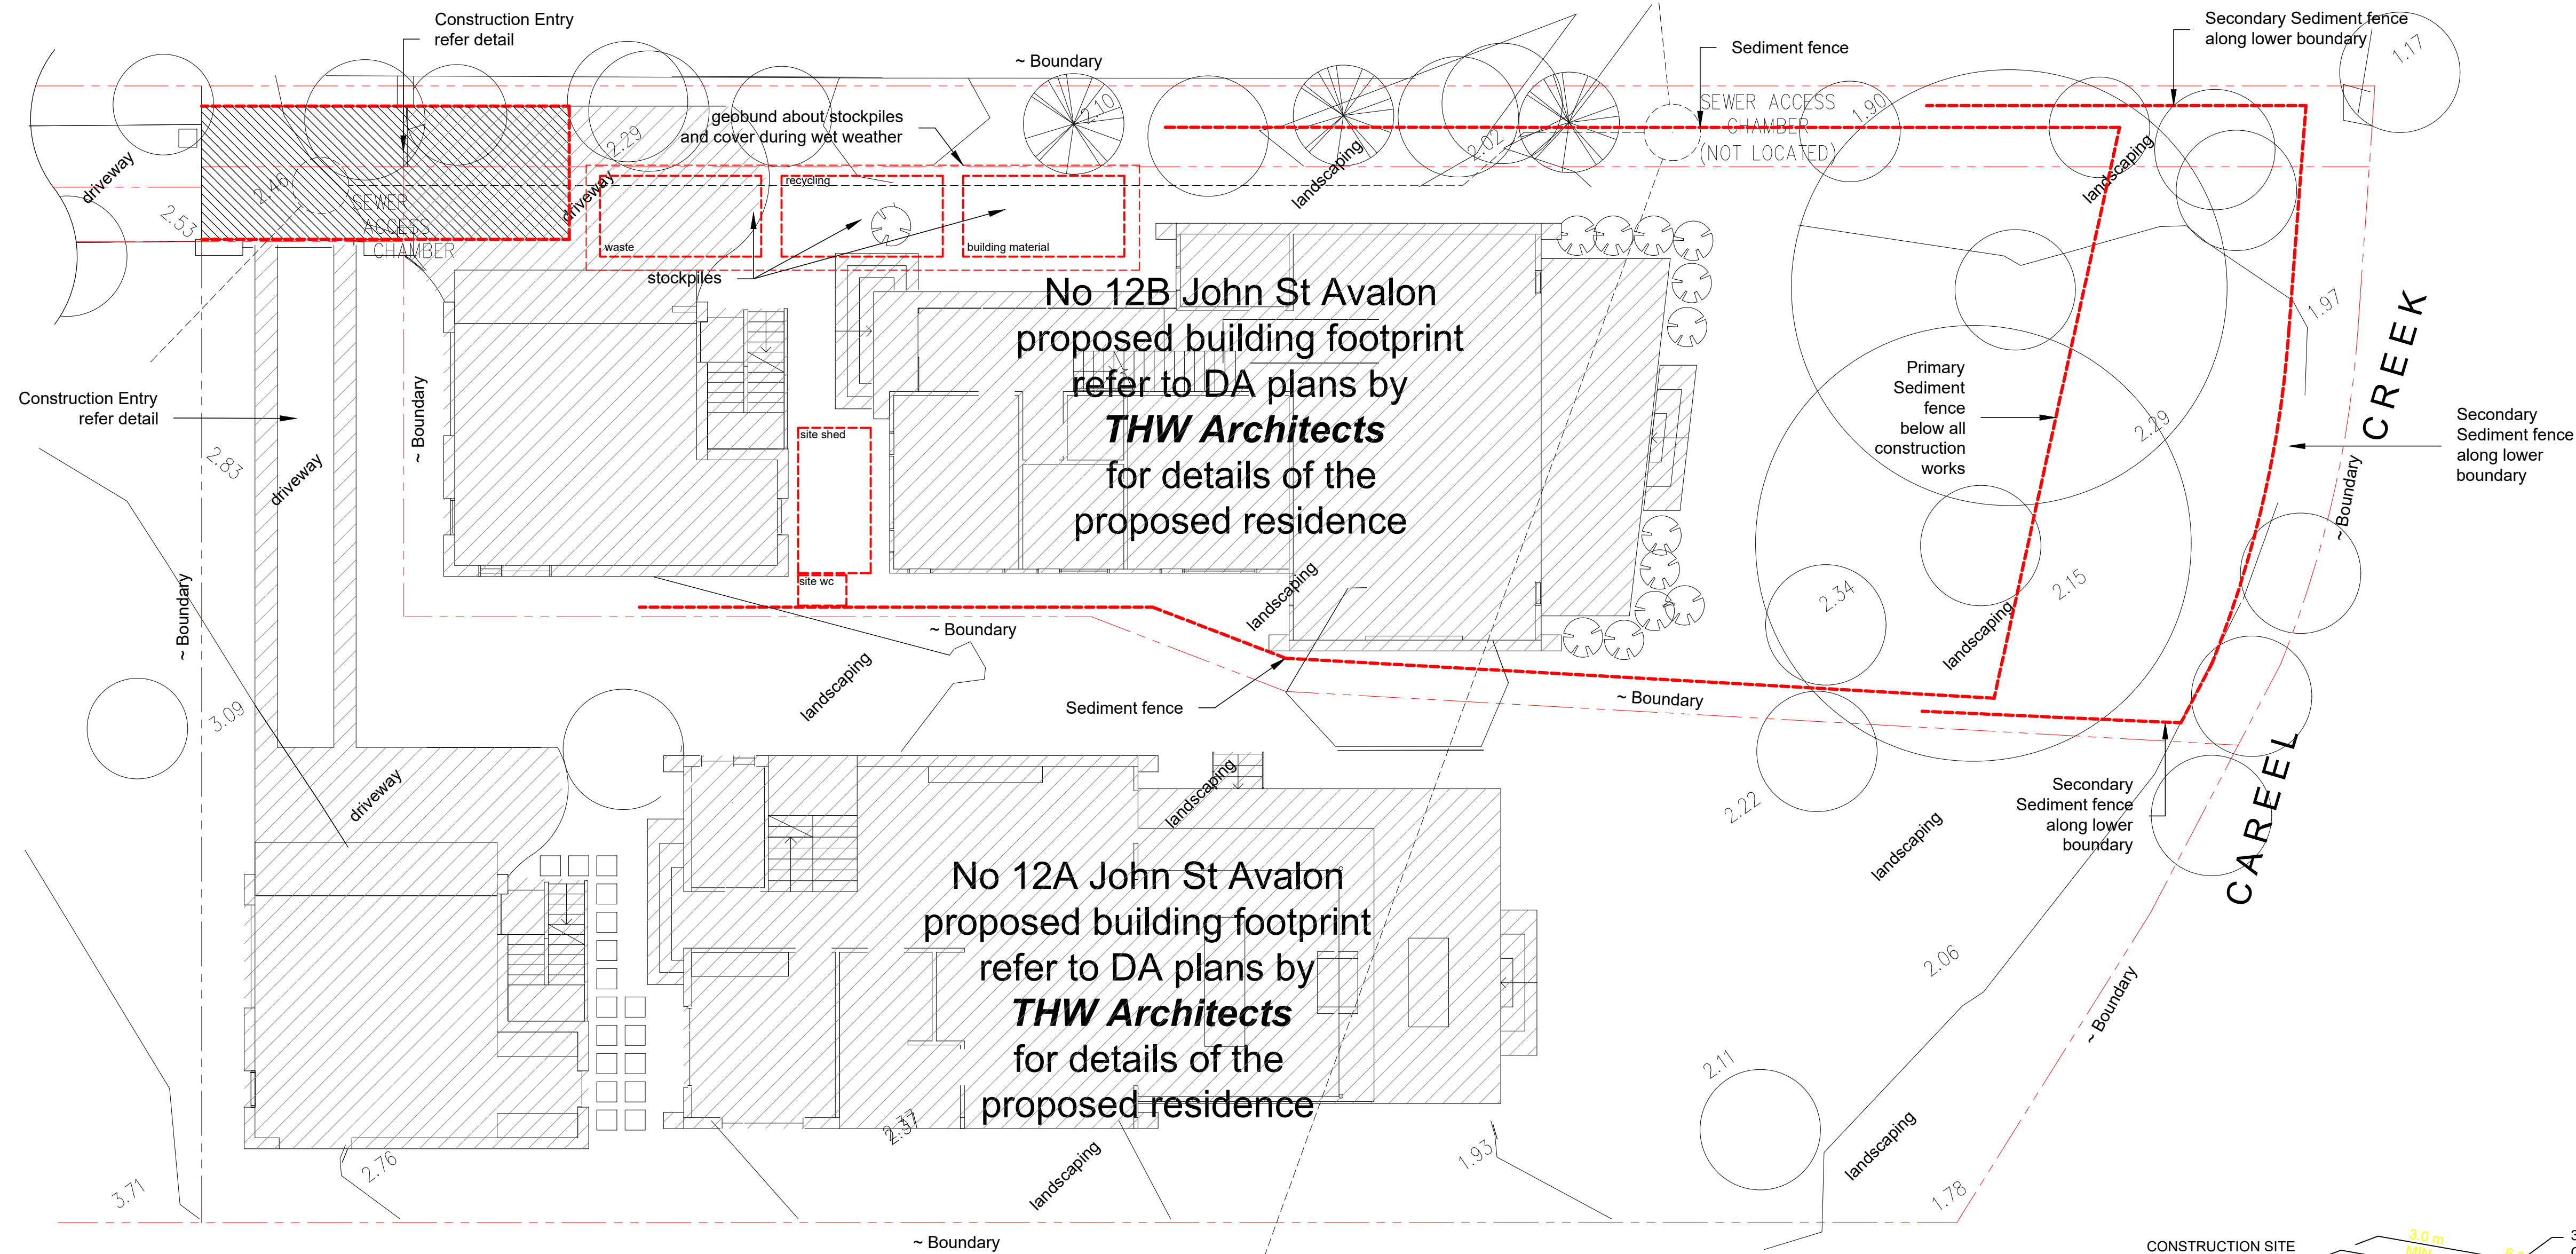 Construction Entry
refer detail
~ Boundary
Sediment fence
Secondary Sediment fence
along lower boundary
1.17
driveway
2.46
2.53
SEWER
ACCESS
CHAMBER
2.29
driveway
geobund about stockpiles
and cover during wet weather
2.10
waste
recycling
building material
stockpiles
landscaping
2.02
SEWER ACCESS
CHAMBER
(NOT LOCATED)
1.90
landscaping
1.97
No 12B John St Avalon
proposed building footprint
refer to DA plans by
THW Architects
for details of the
proposed residence
Construction Entry
refer detail
2.83
driveway
~ Boundary
~ Boundary
3.09
site shed
site wc
~ Boundary
landscaping
landscaping
Sediment fence
Primary
Sediment
fence
below all
construction
works
2.29
2.15
2.34
landscaping
~ Boundary
~ Boundary
CAREEL CREEK
Secondary
Sediment fence
along lower
boundary
Secondary
Sediment fence
along lower
boundary
2.22
driveway
landscaping
landscaping
No 12A John St Avalon
proposed building footprint
refer to DA plans by
THW Architects
for details of the
proposed residence
2.06
~ Boundary
2.11
2.37
1.93
landscaping
landscaping
1.78
3.71
2.76
~ Boundary
CONSTRUCTION SITE
3.0 m
MIN